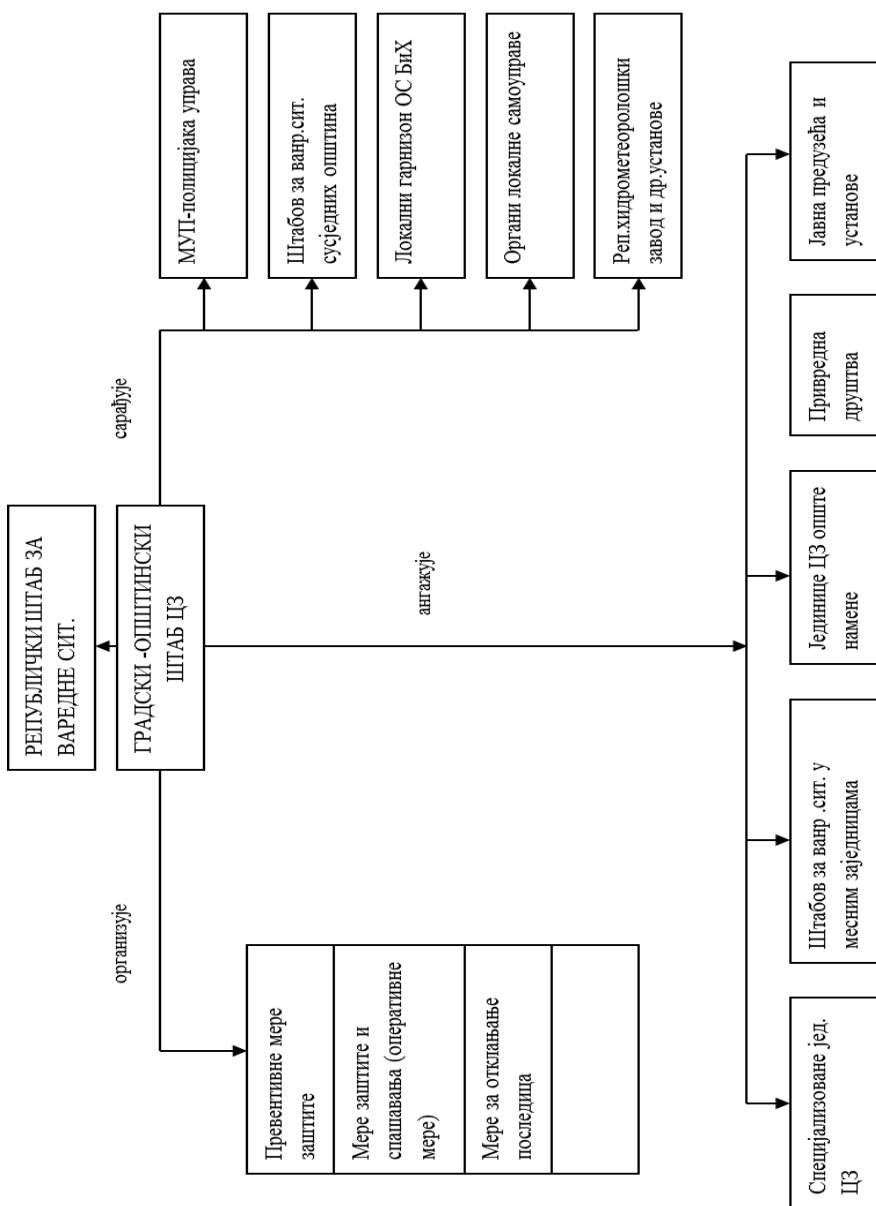 РЕПУБЛИЧКИ ШТАБ ЗА
ВАРЕДНЕ СИТ.
ГРАДСКИ -ОПШТИНСКИ
ШТАБ ЦЗ
организује
ангажује
сарађује
Превентивне мере
заштите
Мере заштите и
спашавања (оперативне
мере)
Мере за отклањање
последица
МУП-полицијака управа
Штабов за ванр.сит.
сусједних општина
Локални гарнизон ОС БиХ
Органи локалне самоуправе
Реп.хидрометеоролошки
завод и др.установе
Специјализоване јед.
ЦЗ
Штабов за ванр .сит. у
месним заједницама
Јединице ЦЗ опште
намене
Привредна
друштва
Јавна предузећа и
установе